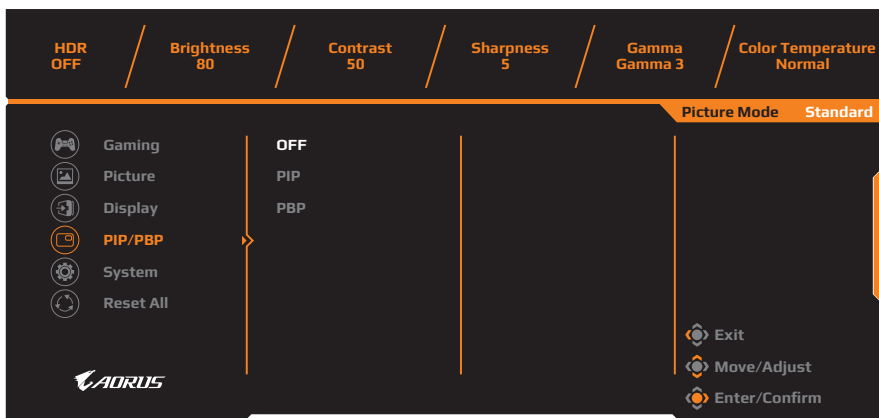 HDR Brightness Contrast Sharpness Gamma Color Temperature
OFF 80 50 5 Gamma 3 Normal
Picture Mode Standard
Gaming OFF
Picture PIP
Display PBP
PIP/PBP
System
Reset All
Exit
Move/Adjust
AORUS
Enter/Confirm